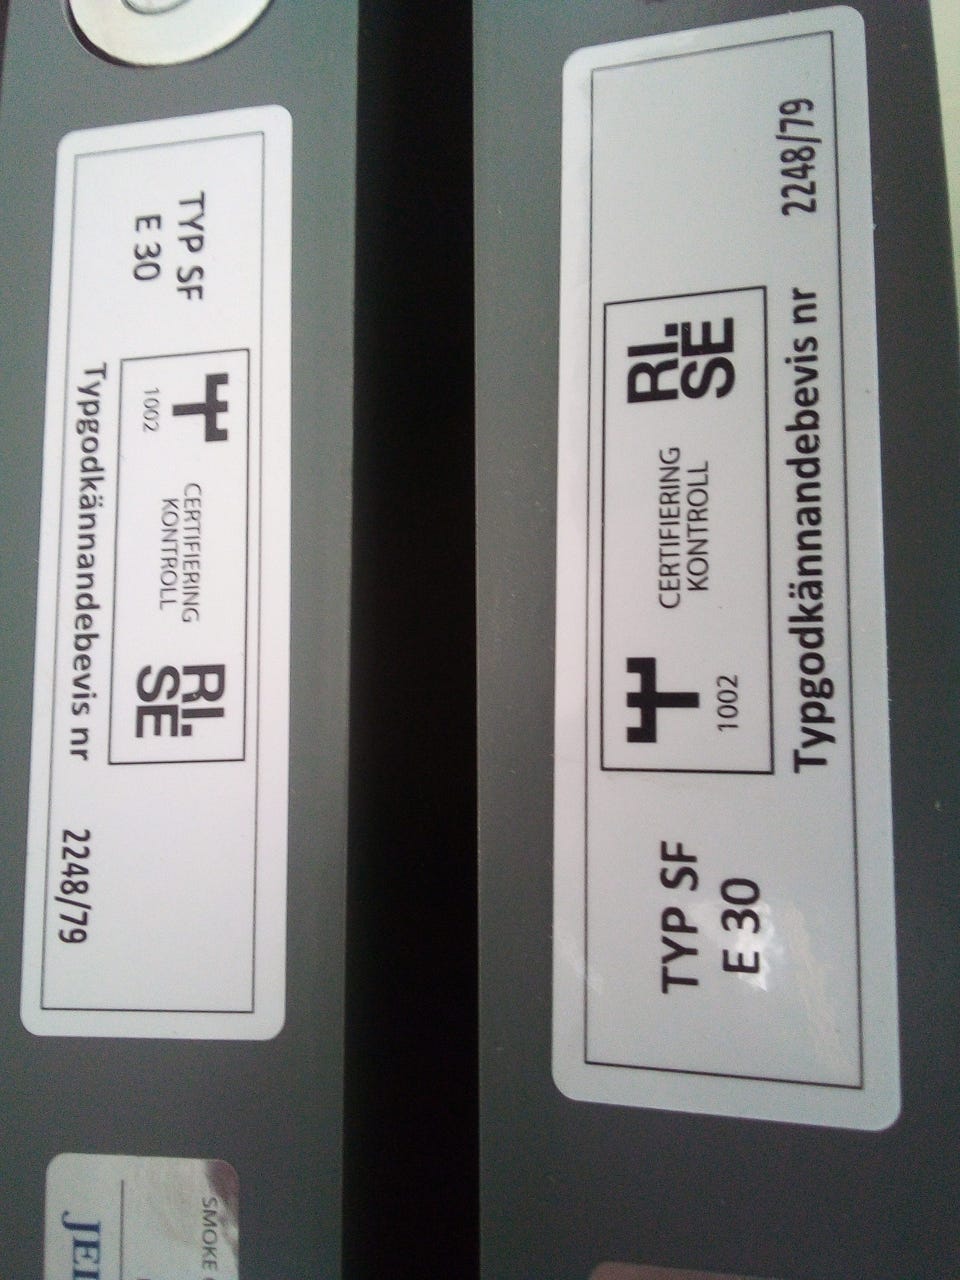 TYP SF
E 30
1002
CERTIFIERING
KONTROLL
RI.
SE
Typgodkännandebevis nr 2248/79
SMOKE
TYP SF
E 30
1002
CERTIFIERING
KONTROLL
RI.
SE
Typgodkännandebevis nr 2248/79